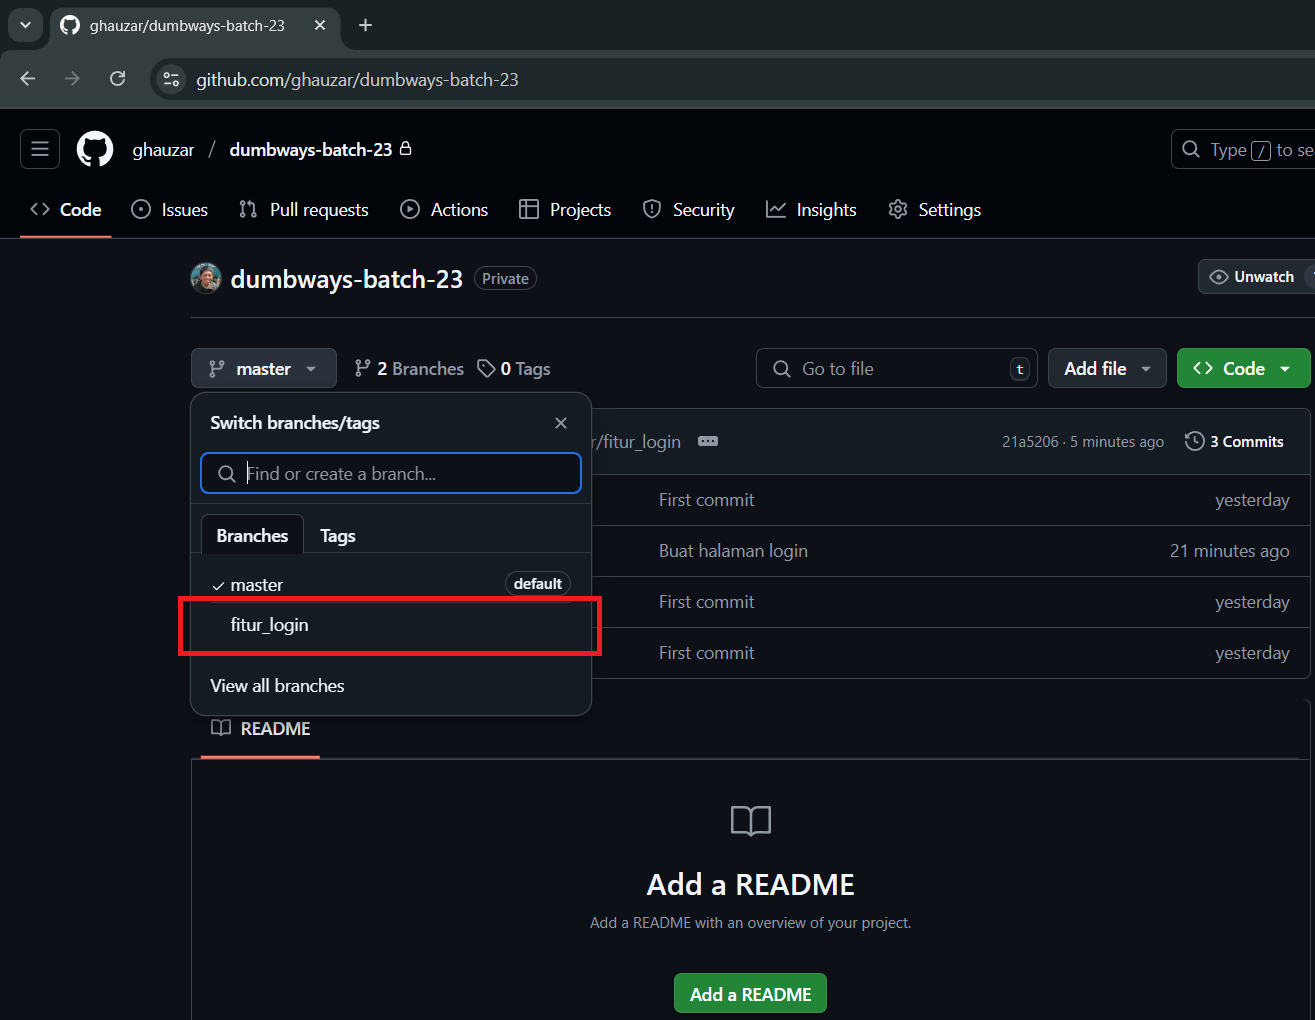 ghauzar/dumbways-batch-23
github.com/ghauzar/dumbways-batch-23
ghauzar / dumbways-batch-23
Type / to se
Code Issues Pull requests Actions Projects Security Insights Settings
dumbways-batch-23 Private
Unwatch
master 2 Branches 0 Tags
Go to file t
Add file Code
Switch branches/tags
r/fitur_login 21a5206 · 5 minutes ago 3 Commits
Find or create a branch...
First commit yesterday
Branches Tags
Buat halaman login 21 minutes ago
master default
First commit yesterday
fitur_login
First commit yesterday
View all branches
README
Add a README
Add a README with an overview of your project.
Add a README